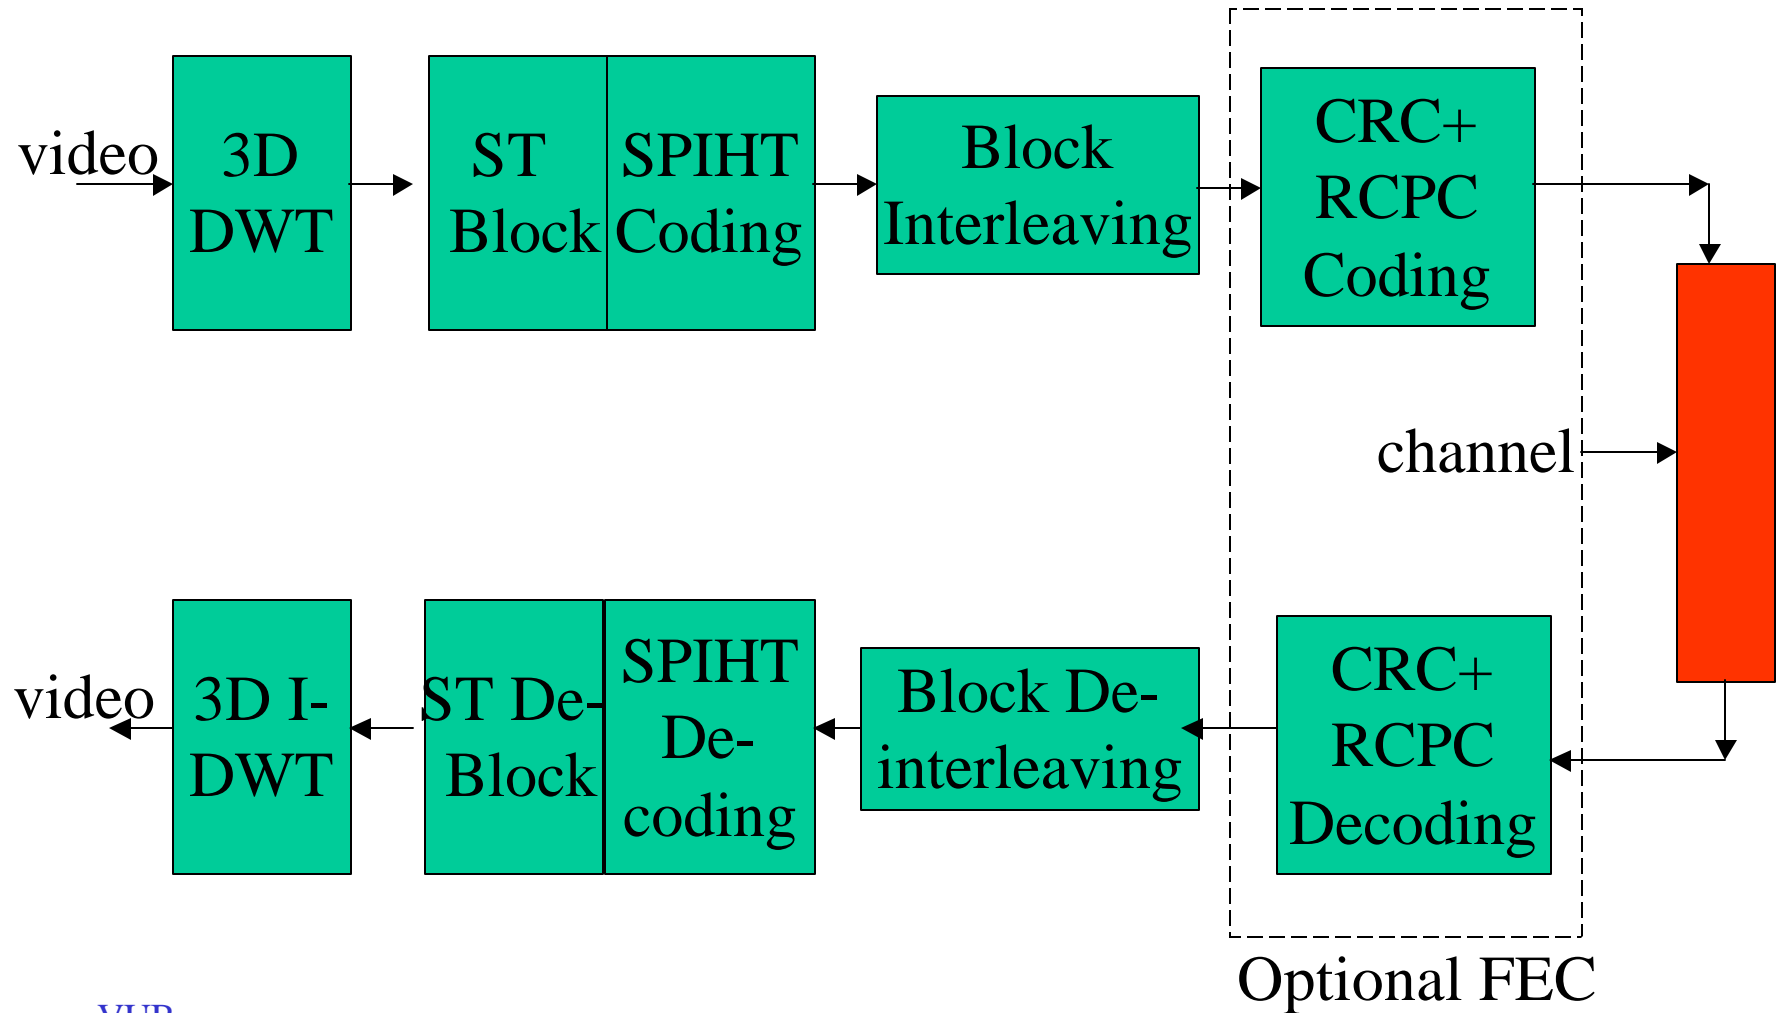 video
3D
DWT
ST
Block
SPIHT
Coding
Block
Interleaving
CRC+
RCPC
Coding
channel
video
3D I-
DWT
ST De-
Block
SPIHT
De-
coding
Block De-
interleaving
CRC+
RCPC
Decoding
Optional FEC